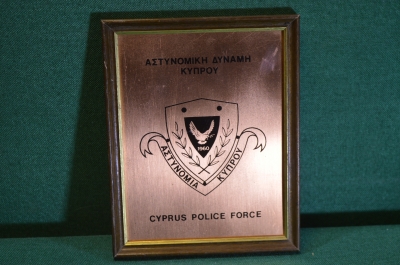 ΑΣΤΥΝΟΜΙΚΗ ΔΥΝΑΜΗ
ΚΥΠΡΟΥ
1960
ΑΣΤΥΝΟΜΙΑ ΚΥΠΡΟΥ
CYPRUS POLICE FORCE